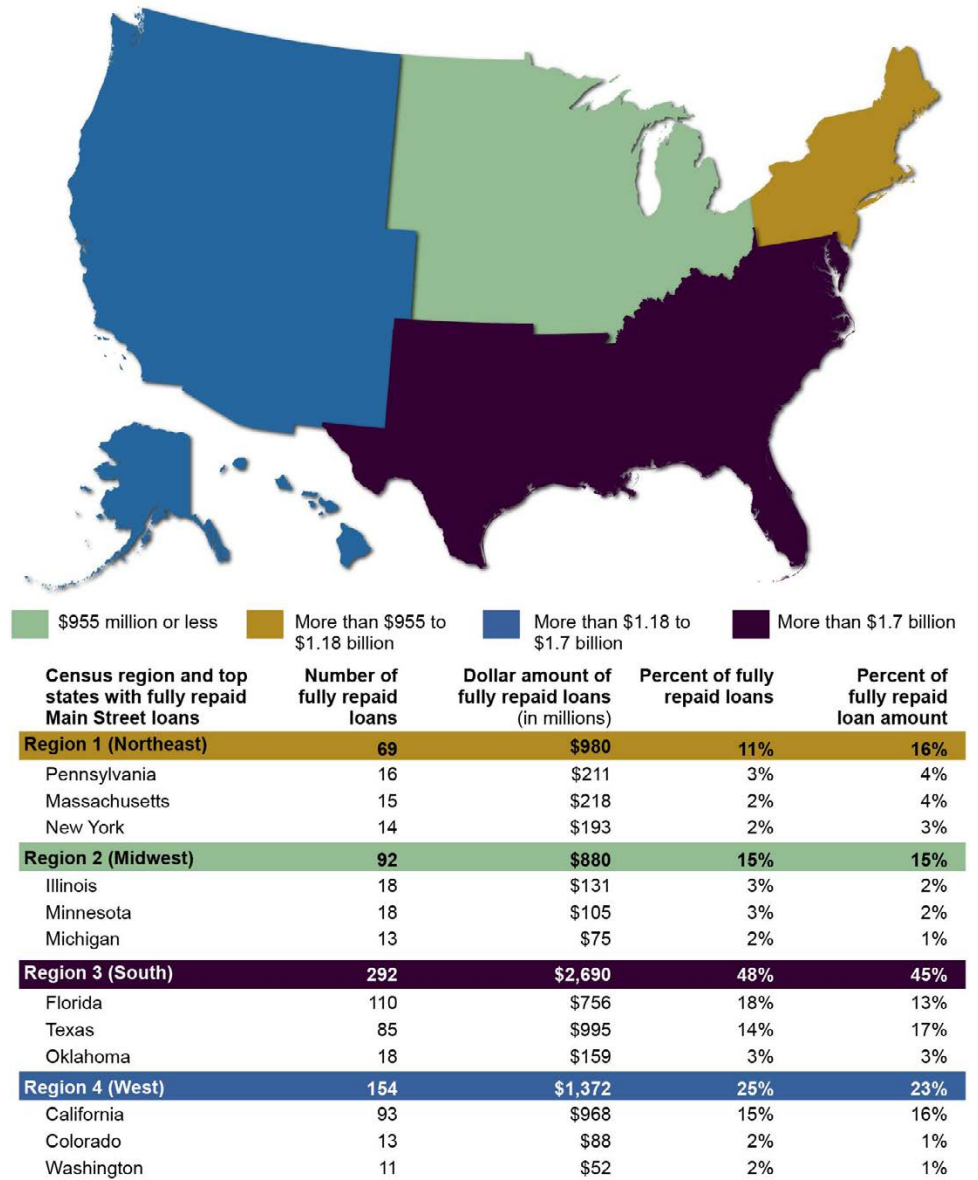 $955 million or less
More than $955 to
$1.18 billion
More than $1.18 to
$1.7 billion
More than $1.7 billion
Census region and top
states with fully repaid
Main Street loans
Number of
fully repaid
loans
Dollar amount of
fully repaid loans
(in millions)
Percent of fully
repaid loans
Percent of
fully repaid
loan amount
Region 1 (Northeast) 69 $980 11% 16%
Pennsylvania 16 $211 3% 4%
Massachusetts 15 $218 2% 4%
New York 14 $193 2% 3%
Region 2 (Midwest) 92 $880 15% 15%
Illinois 18 $131 3% 2%
Minnesota 18 $105 3% 2%
Michigan 13 $75 2% 1%
Region 3 (South) 292 $2,690 48% 45%
Florida 110 $756 18% 13%
Texas 85 $995 14% 17%
Oklahoma 18 $159 3% 3%
Region 4 (West) 154 $1,372 25% 23%
California 93 $968 15% 16%
Colorado 13 $88 2% 1%
Washington 11 $52 2% 1%